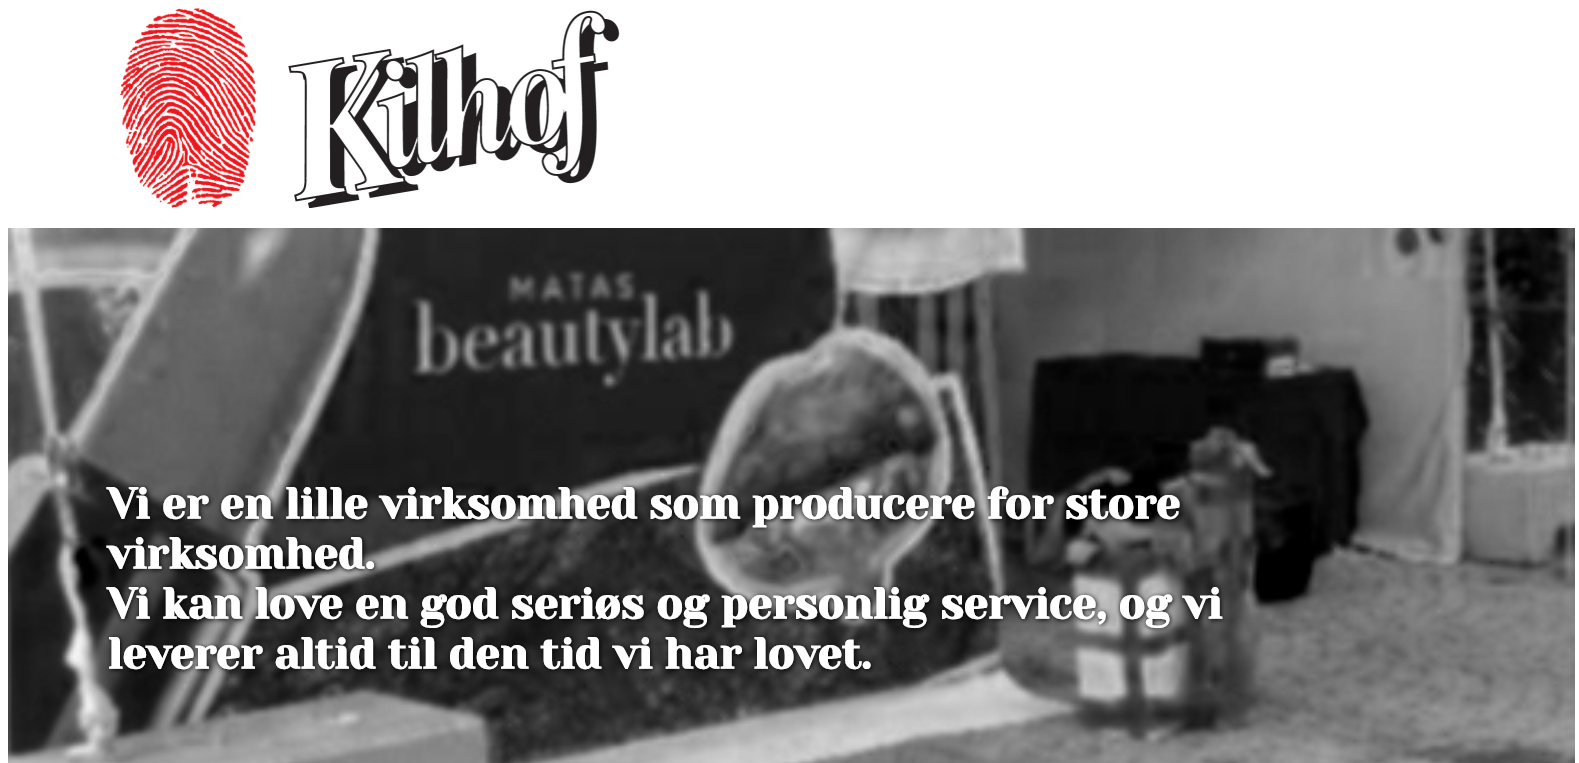 Kilhof
MATAS
beautylab
Vi er en lille virksomhed som producere for store
virksomhed.
Vi kan love en god seriøs og personlig service, og vi
leverer altid til den tid vi har lovet.